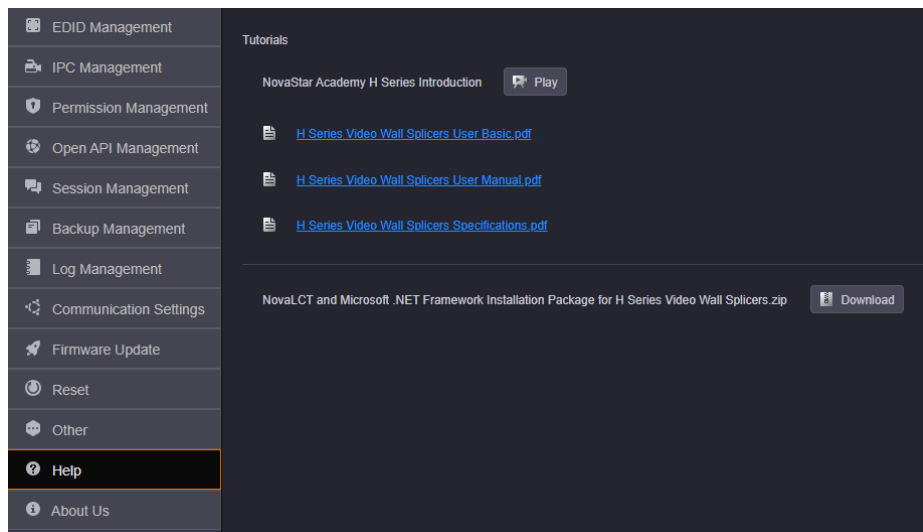 EDID Management
IPC Management
Permission Management
Open API Management
Session Management
Backup Management
Log Management
Communication Settings
Firmware Update
Reset
Other
Help
About Us
Tutorials
NovaStar Academy H Series Introduction Play
H Series Video Wall Splicers User Basic.pdf
H Series Video Wall Splicers User Manual.pdf
H Series Video Wall Splicers Specifications.pdf
NovaLCT and Microsoft .NET Framework Installation Package for H Series Video Wall Splicers.zip Download